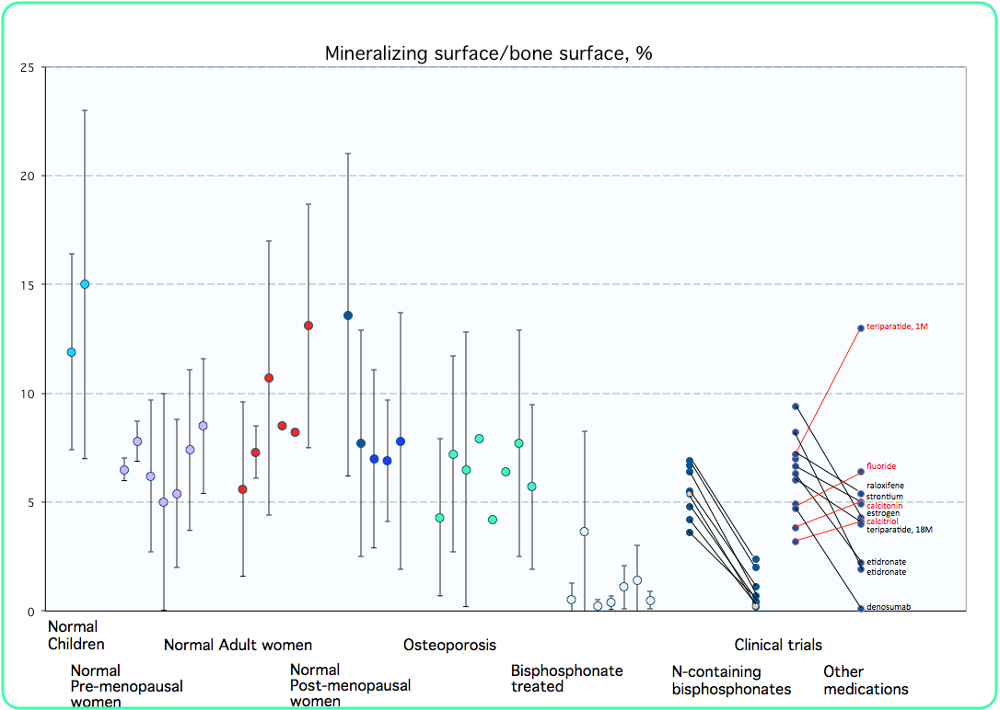 Mineralizing surface/bone surface, %
25
20
15
10
5
0
teriparatide, 1M
fluoride
raloxifene
strontium
calcitonin
estrogen
calcitriol
teriparatide, 18M
etidronate
etidronate
denosumab
Normal
Children
Normal Adult women
Osteoporosis
Clinical trials
Normal
Pre-menopausal
women
Normal
Post-menopausal
women
Bisphosphonate
treated
N-containing
bisphosphonates
Other
medications